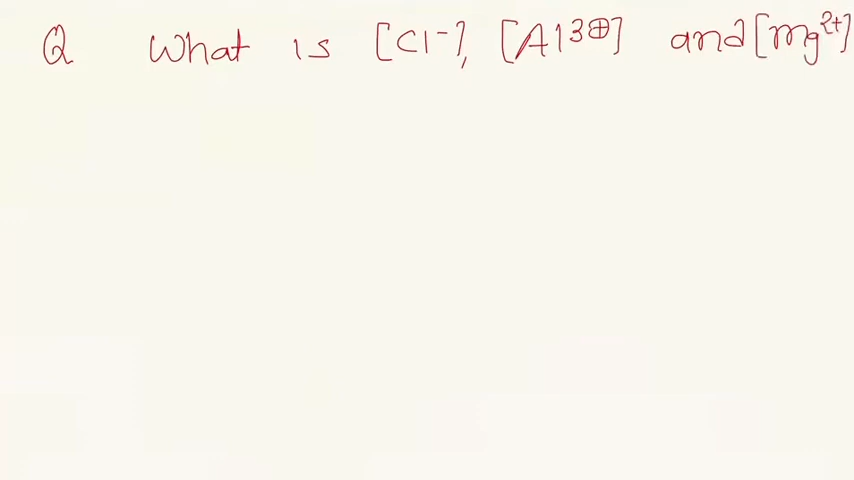 Q What is [Cl⁻], [Al³⊕] and [mg²⁺]